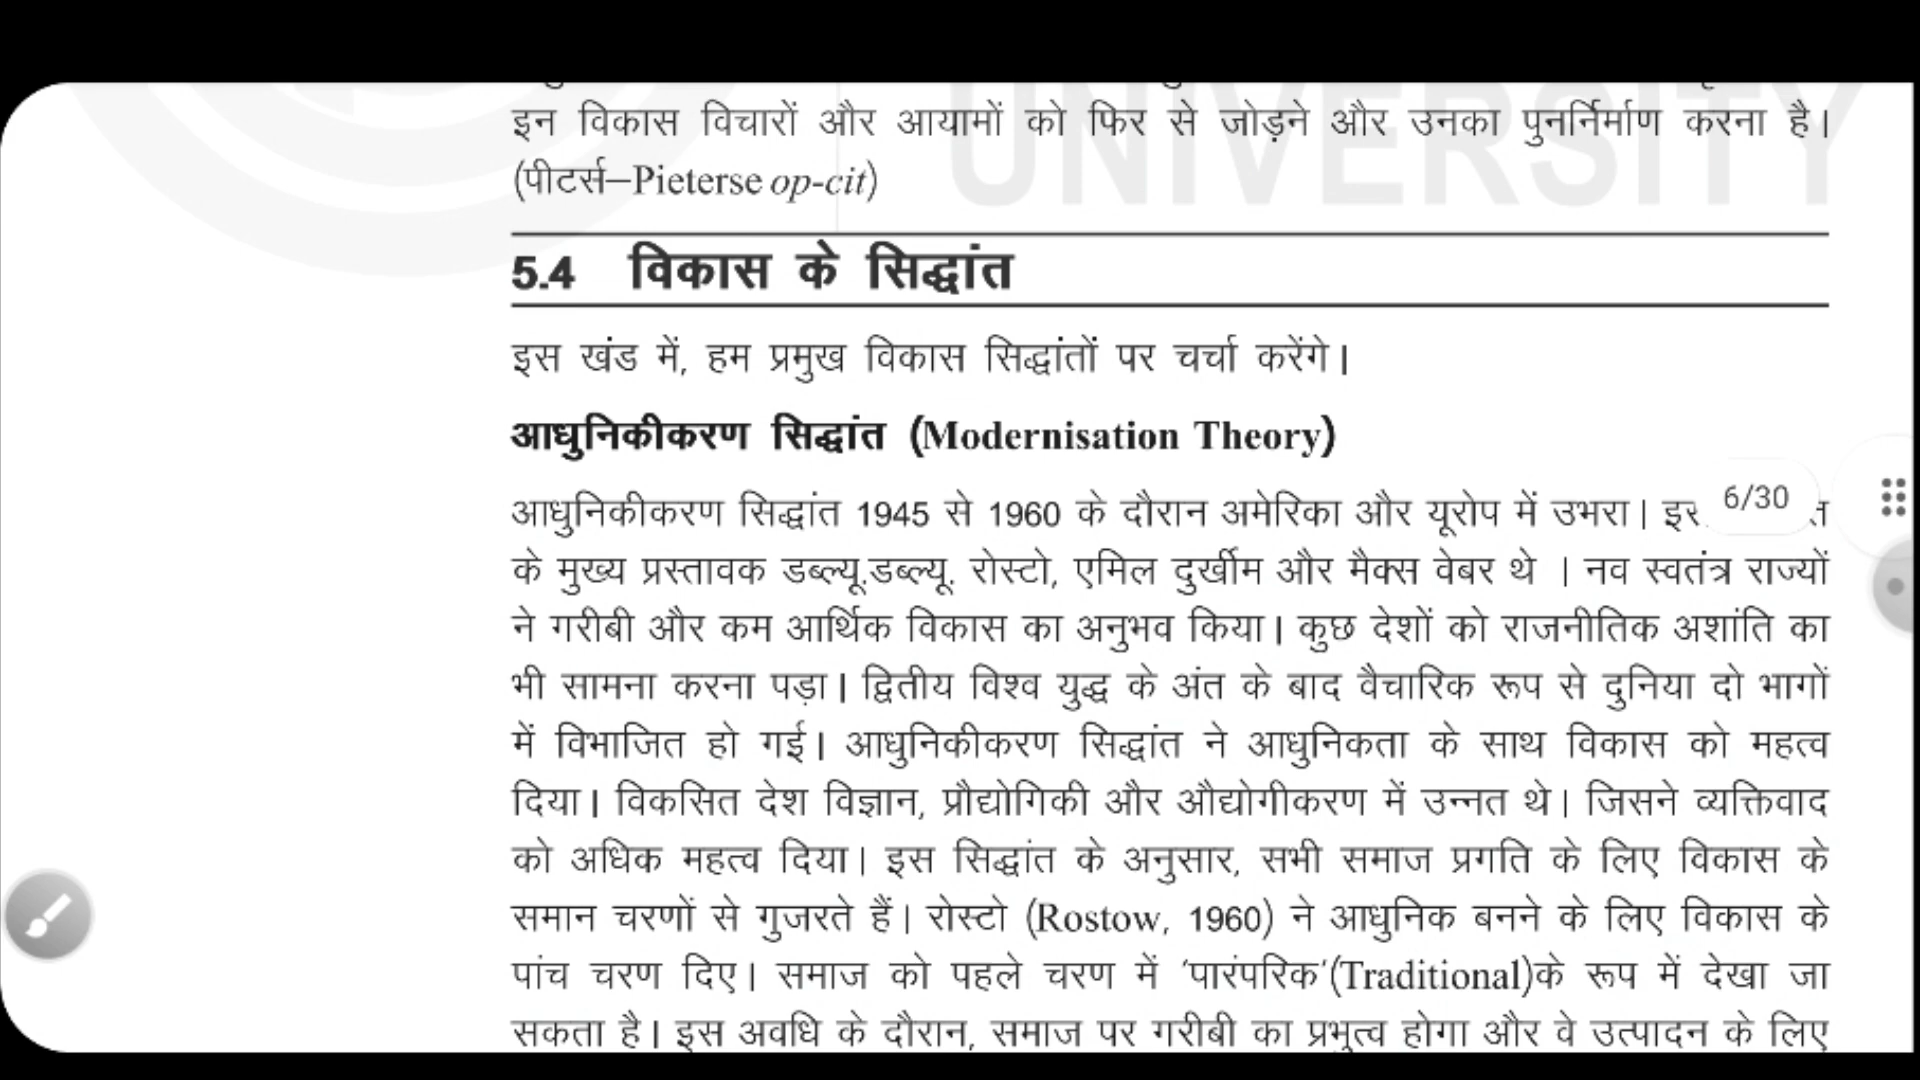 UNIVERSITY
इन विकास विचारों और आयामों को फिर से जोड़ने और उनका पुनर्निर्माण करना है।
(पीटर्स–Pieterse op-cit)
5.4 विकास के सिद्धांत
इस खंड में, हम प्रमुख विकास सिद्धांतों पर चर्चा करेंगे।
आधुनिकीकरण सिद्धांत (Modernisation Theory)
आधुनिकीकरण सिद्धांत 1945 से 1960 के दौरान अमेरिका और यूरोप में उभरा।
6/30
के मुख्य प्रस्तावक डब्ल्यू.डब्ल्यू. रोस्टो, एमिल दुर्खीम और मैक्स वेबर थे । नव स्वतंत्र राज्यों
ने गरीबी और कम आर्थिक विकास का अनुभव किया। कुछ देशों को राजनीतिक अशांति का
भी सामना करना पड़ा। द्वितीय विश्व युद्ध के अंत के बाद वैचारिक रूप से दुनिया दो भागों
में विभाजित हो गई। आधुनिकीकरण सिद्धांत ने आधुनिकता के साथ विकास को महत्व
दिया। विकसित देश विज्ञान, प्रौद्योगिकी और औद्योगीकरण में उन्नत थे। जिसने व्यक्तिवाद
को अधिक महत्व दिया। इस सिद्धांत के अनुसार, सभी समाज प्रगति के लिए विकास के
समान चरणों से गुजरते हैं। रोस्टो (Rostow, 1960) ने आधुनिक बनने के लिए विकास के
पांच चरण दिए। समाज को पहले चरण में 'पारंपरिक'(Traditional)के रूप में देखा जा
सकता है। इस अवधि के दौरान, समाज पर गरीबी का प्रभुत्व होगा और वे उत्पादन के लिए